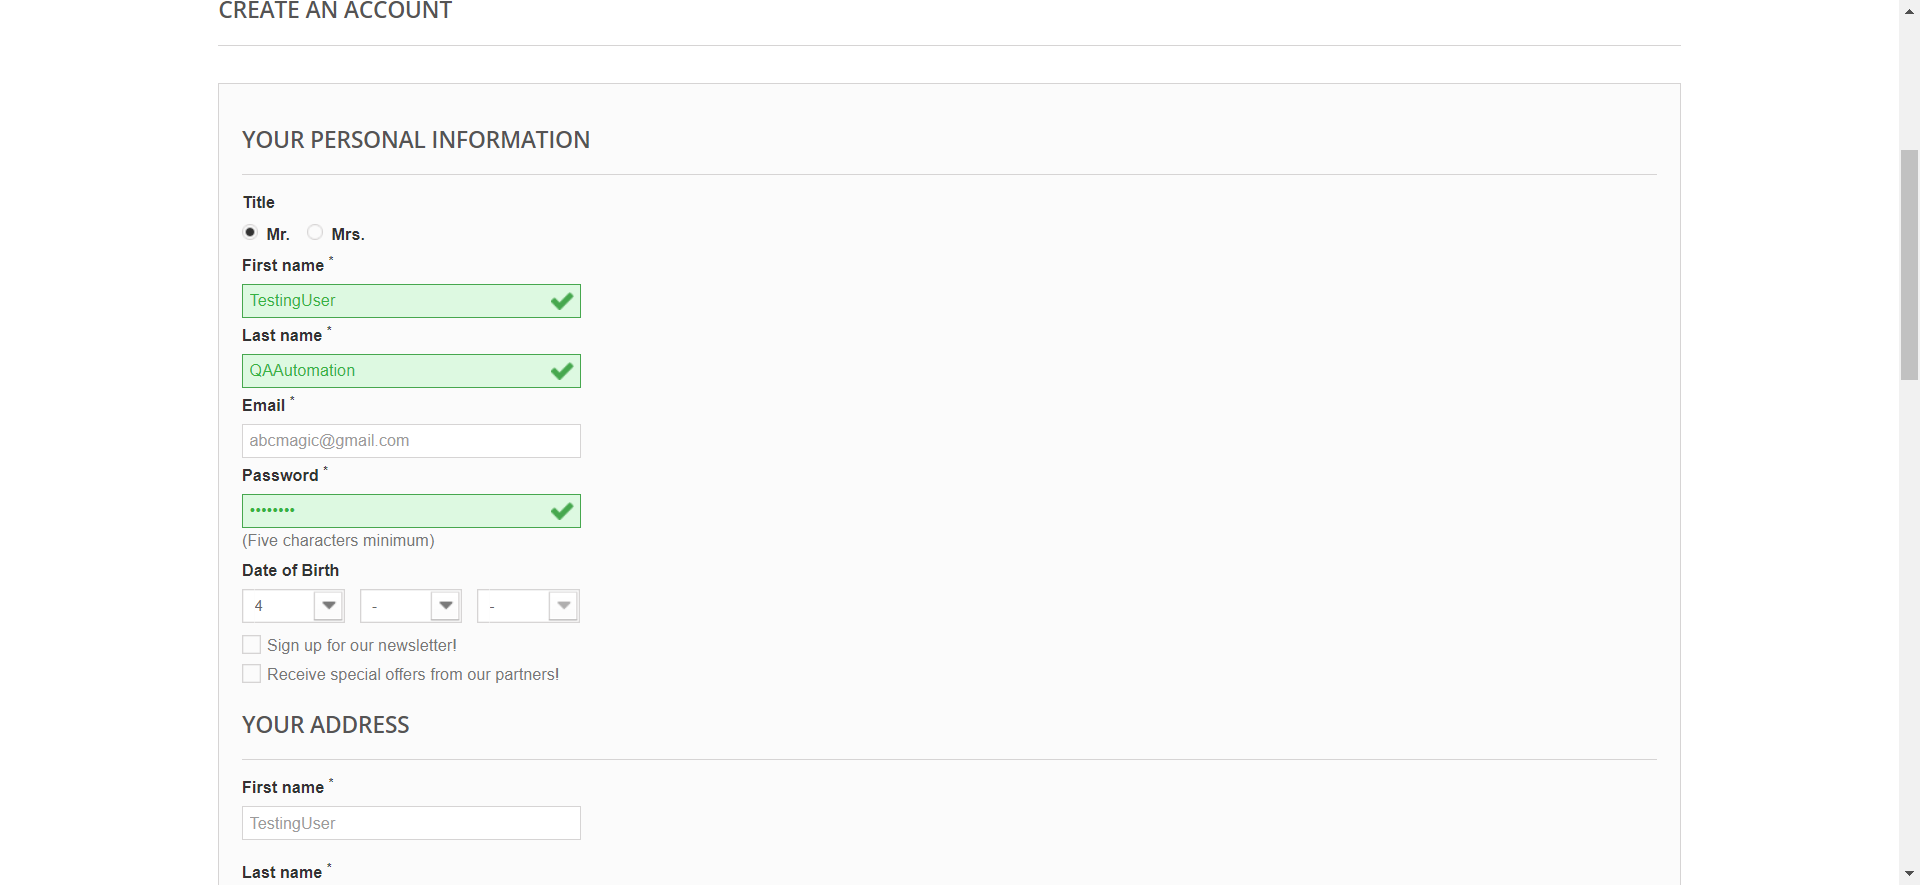 CREATE AN ACCOUNT
YOUR PERSONAL INFORMATION
Title
Mr. Mrs.
First name *
TestingUser
Last name *
QAAutomation
Email *
abcmagic@gmail.com
Password *
••••••••
(Five characters minimum)
Date of Birth
4 - -
Sign up for our newsletter!
Receive special offers from our partners!
YOUR ADDRESS
First name *
TestingUser
Last name *